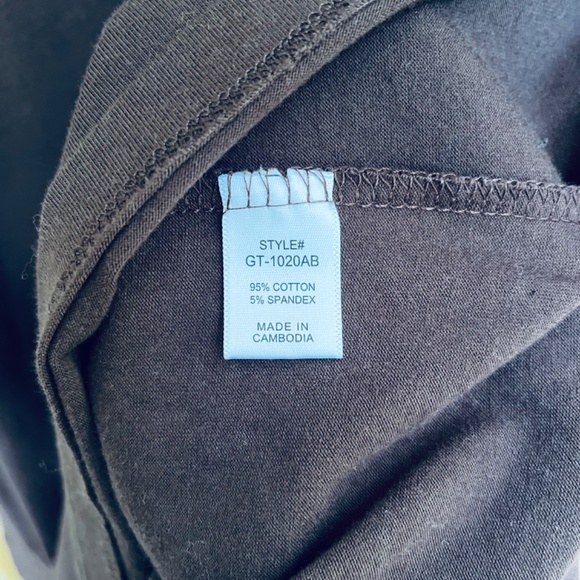 STYLE#
GT-1020AB
95% COTTON
5% SPANDEX
MADE IN
CAMBODIA